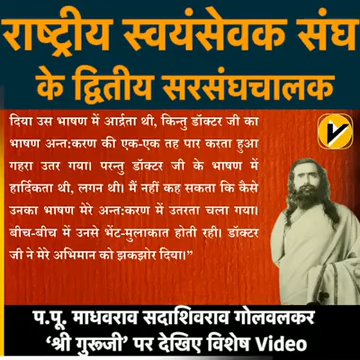 राष्ट्रीय स्वयंसेवक संघ
के द्वितीय सरसंघचालक
दिया उस भाषण में आर्द्रता थी, किन्तु डॉक्टर जी का
भाषण अन्त:करण की एक-एक तह पार करता हुआ
गहरा उतर गया। परन्तु डॉक्टर जी के भाषण में
हार्दिकता थी, लगन थी। मैं नहीं कह सकता कि कैसे
उनका भाषण मेरे अन्त:करण में उतरता चला गया।
बीच-बीच में उनसे भेंट-मुलाकात होती रही। डॉक्टर
जी ने मेरे अभिमान को झकझोर दिया।”
प.पू. माधवराव सदाशिवराव गोलवलकर
‘श्री गुरूजी’ पर देखिए विशेष Video